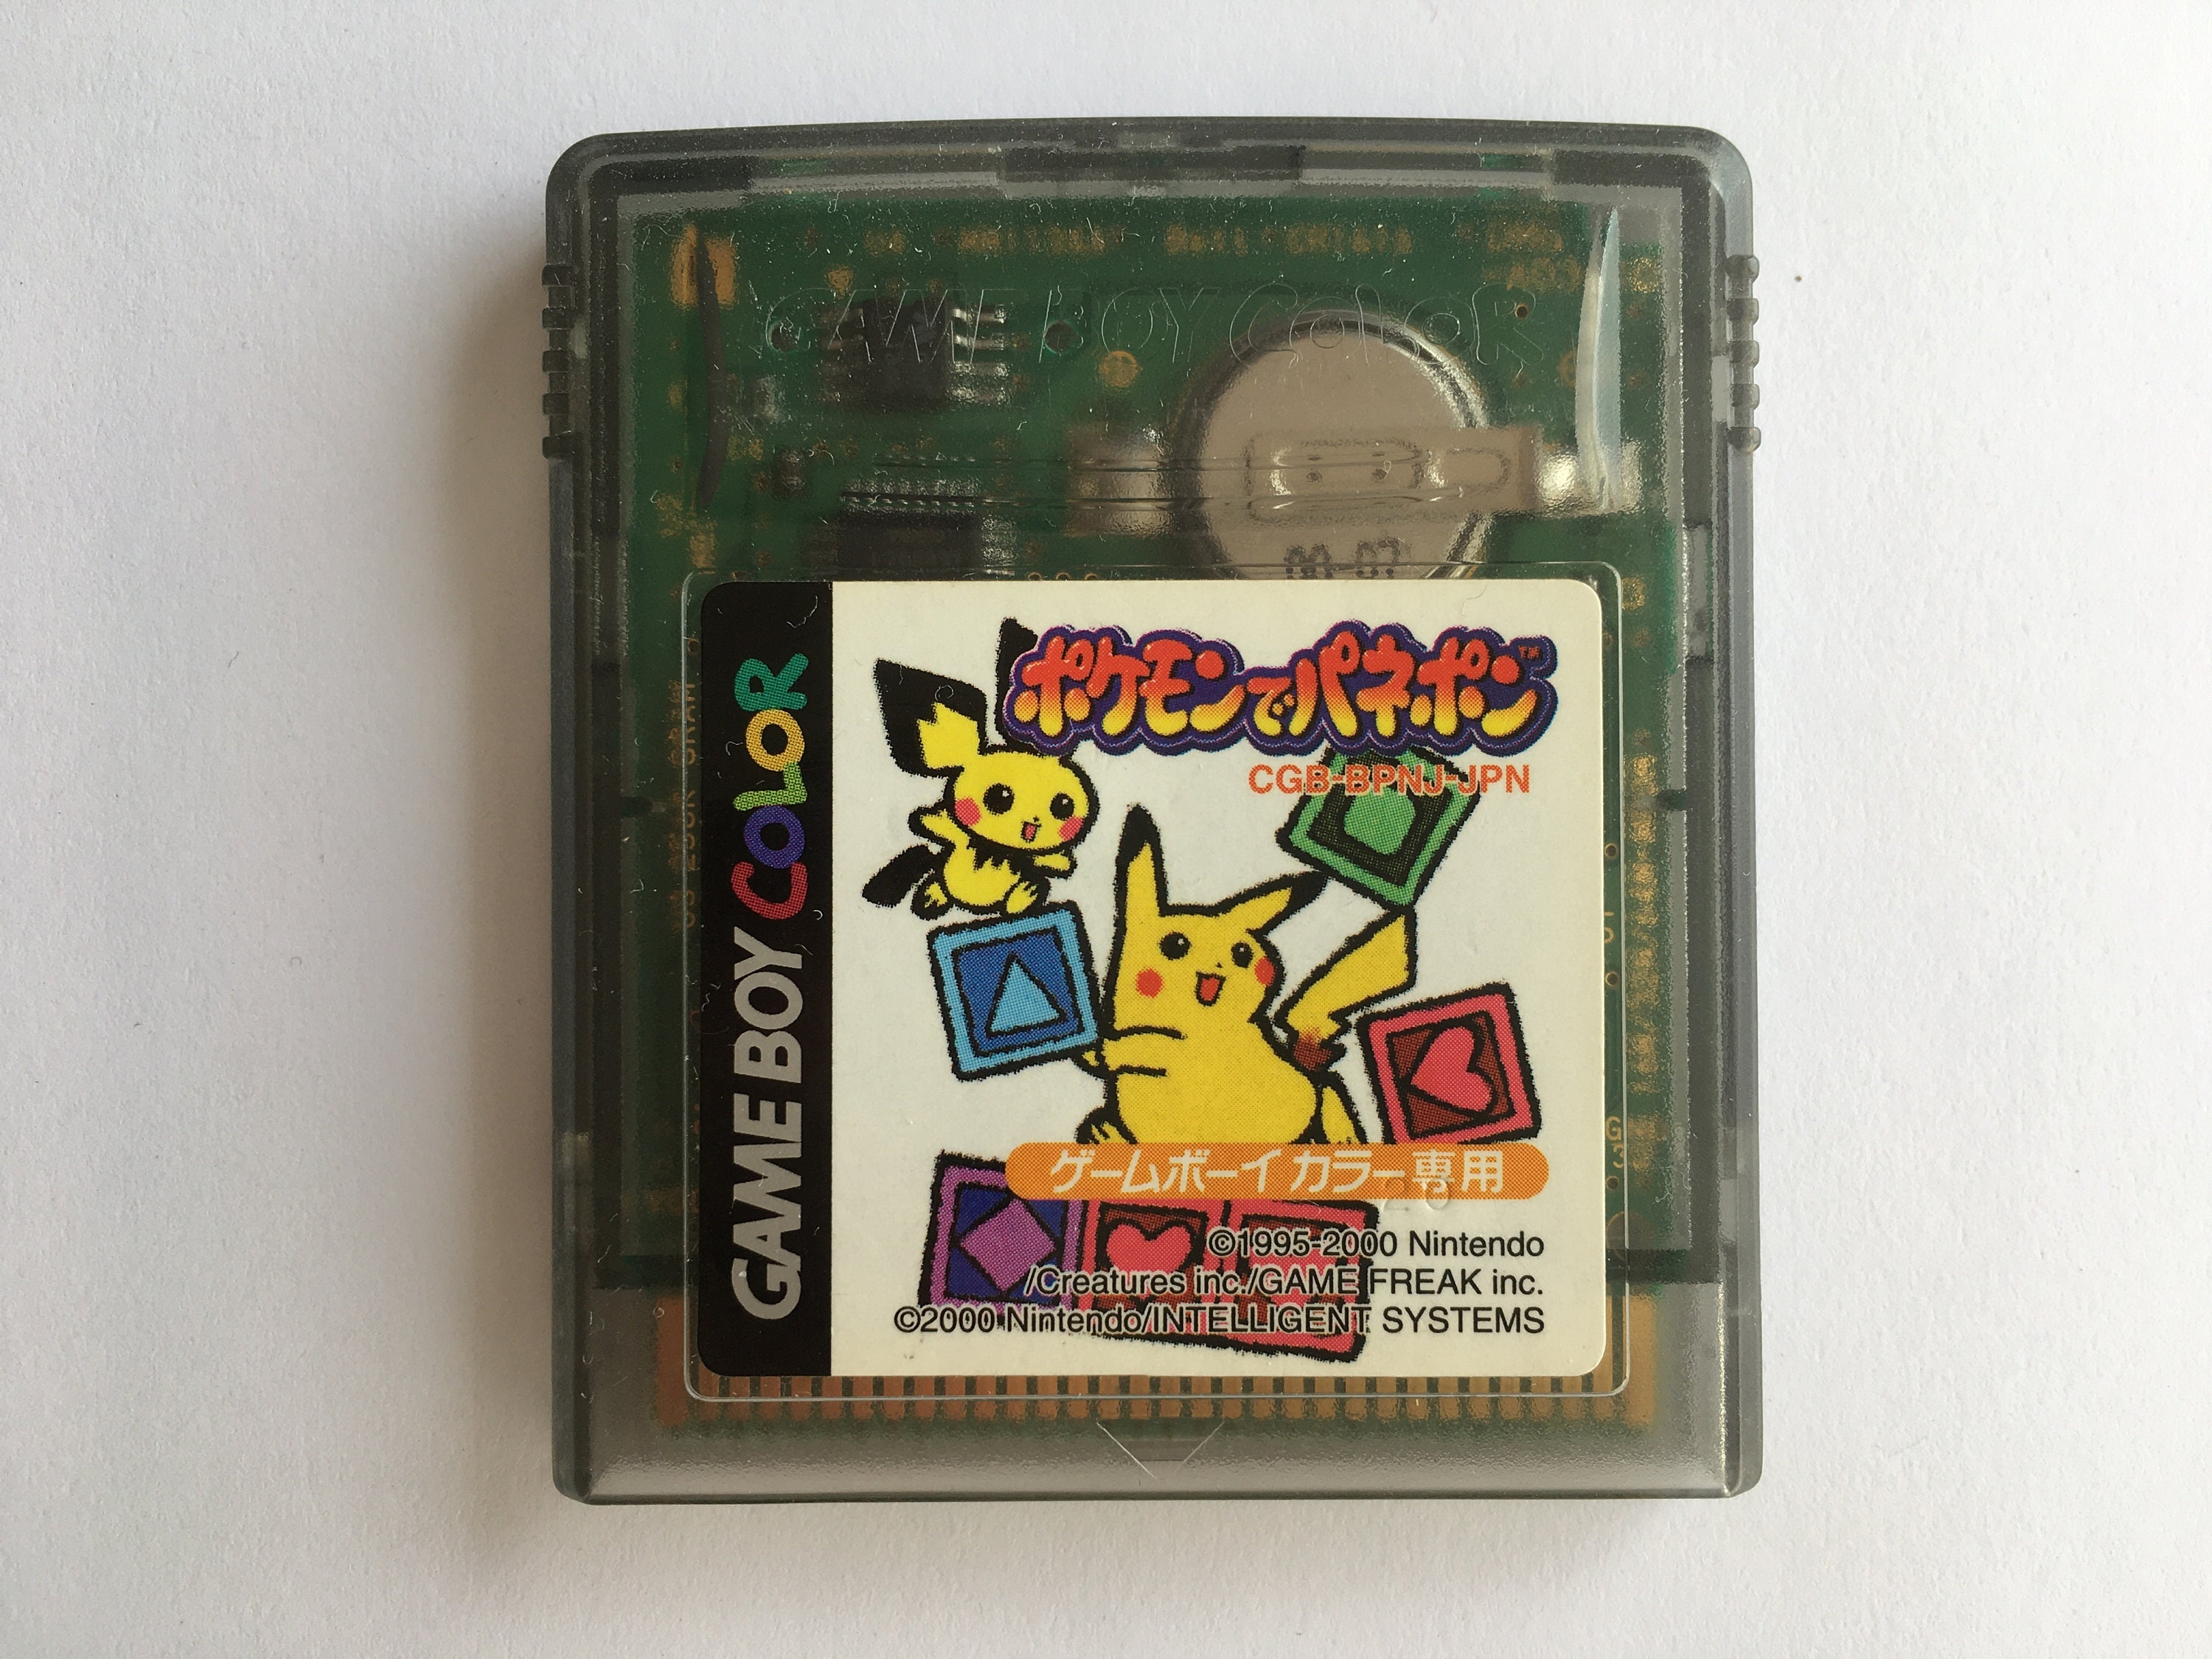 GAME BOY COLOR
00-07
GAME BOY COLOR
ポケモンでパネポン™
CGB-BPNJ-JPN
ゲームボーイカラー専用
©1995-2000 Nintendo
/Creatures inc./GAME FREAK inc.
©2000 Nintendo/INTELLIGENT SYSTEMS